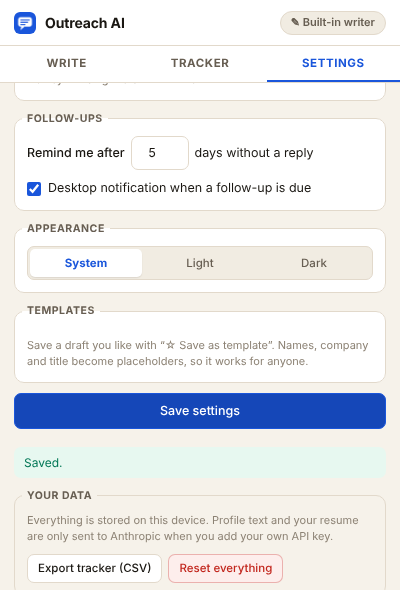 Outreach AI
✎ Built-in writer
WRITE
TRACKER
SETTINGS
FOLLOW-UPS
Remind me after 5 days without a reply
Desktop notification when a follow-up is due
APPEARANCE
System
Light
Dark
TEMPLATES
Save a draft you like with “☆ Save as template”. Names, company
and title become placeholders, so it works for anyone.
Save settings
Saved.
YOUR DATA
Everything is stored on this device. Profile text and your resume
are only sent to Anthropic when you add your own API key.
Export tracker (CSV)
Reset everything